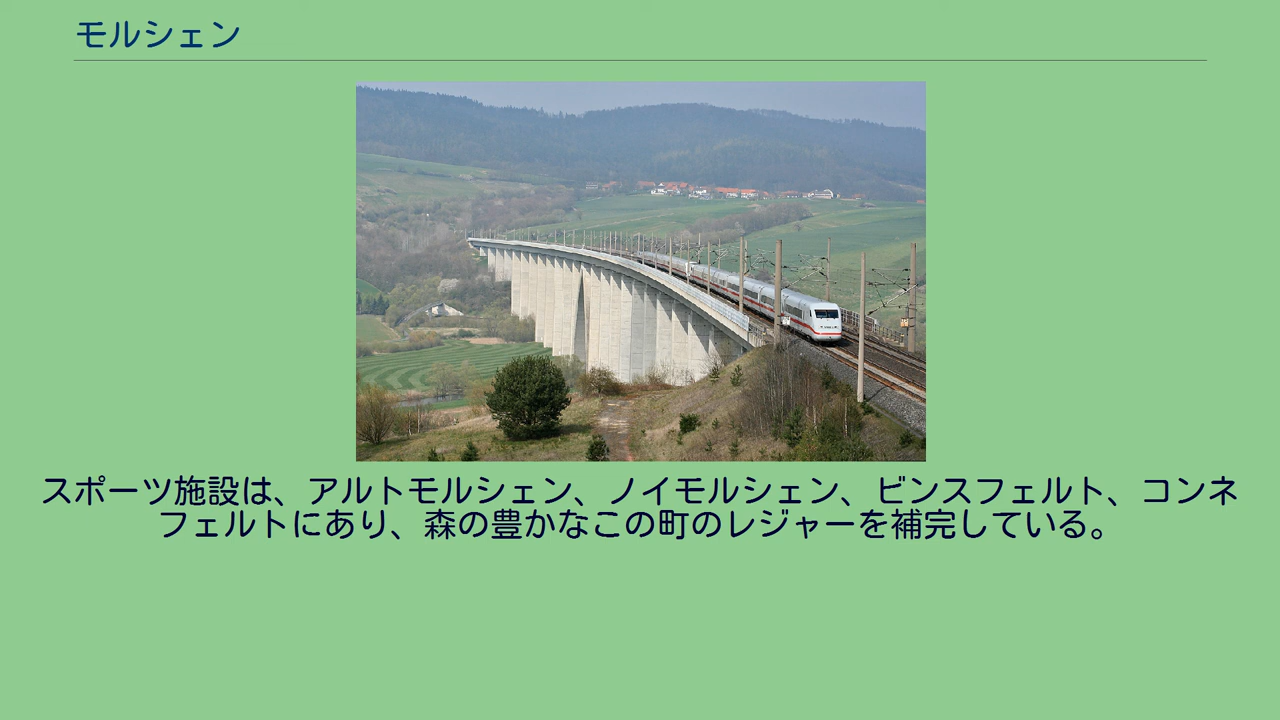 モルシェン
スポーツ施設は、アルトモルシェン、ノイモルシェン、ビンスフェルト、コンネ
フェルトにあり、森の豊かなこの町のレジャーを補完している。